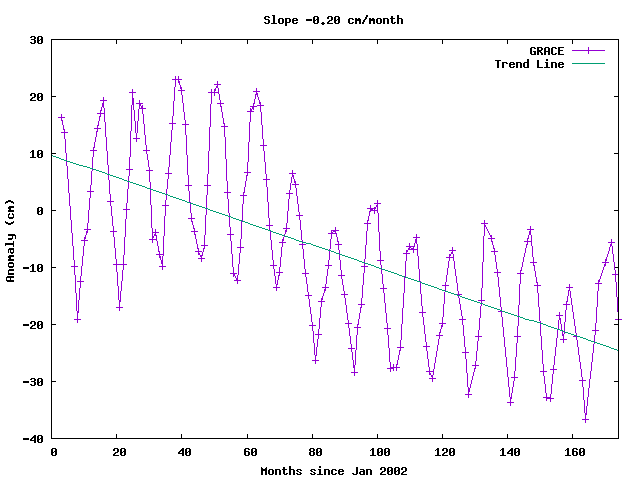 Slope -0.20 cm/month
GRACE
Trend Line
30
20
10
0
-10
-20
-30
-40
Anomaly (cm)
0 20 40 60 80 100 120 140 160
Months since Jan 2002